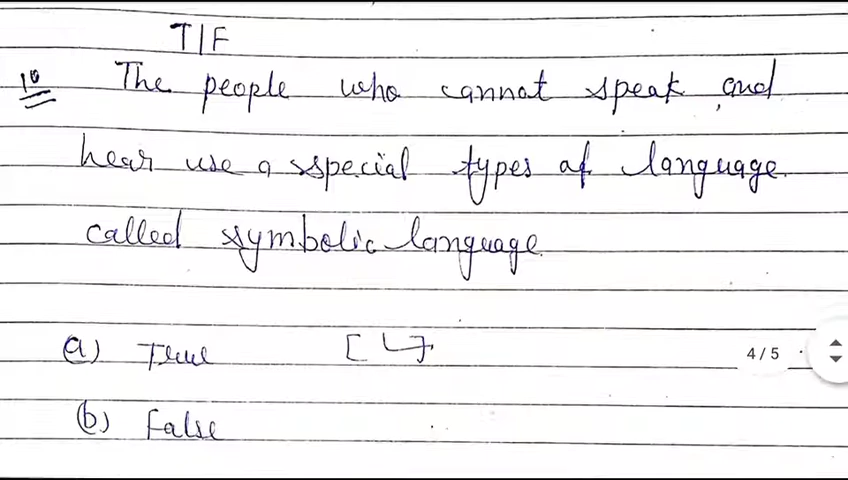 T/F
10 The people who cannot speak and
hear use a special types of language.
called symbolic language.
(a) True [ ].
(b) False
4/5